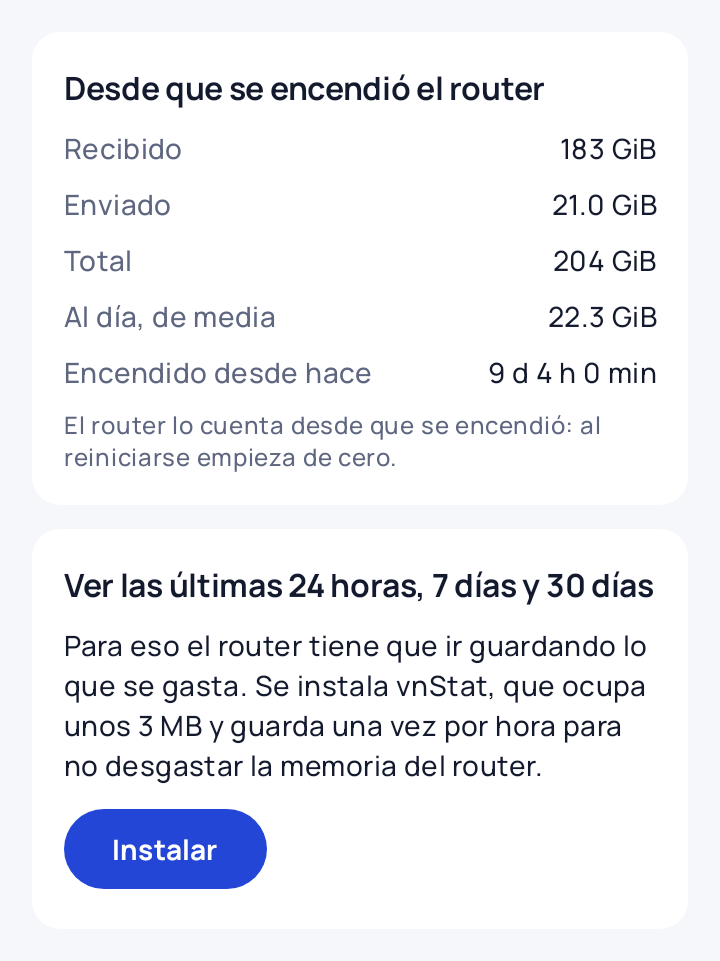 Desde que se encendió el router
Recibido 183 GiB
Enviado 21.0 GiB
Total 204 GiB
Al día, de media 22.3 GiB
Encendido desde hace 9 d 4 h 0 min
El router lo cuenta desde que se encendió: al
reiniciarse empieza de cero.
Ver las últimas 24 horas, 7 días y 30 días
Para eso el router tiene que ir guardando lo
que se gasta. Se instala vnStat, que ocupa
unos 3 MB y guarda una vez por hora para
no desgastar la memoria del router.
Instalar